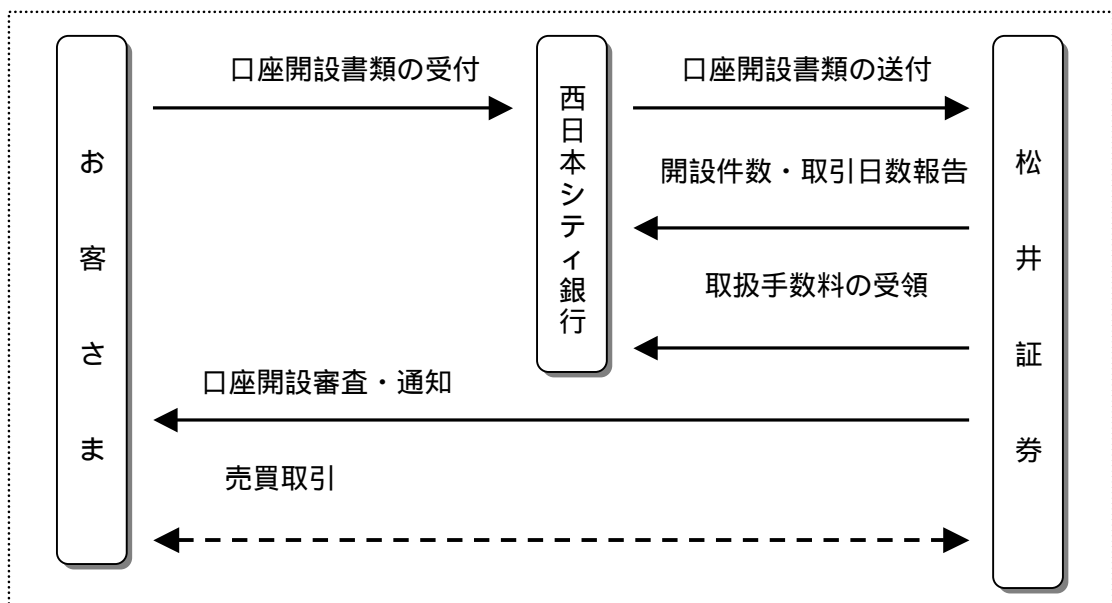 お客さま
口座開設書類の受付
西日本シティ銀行
口座開設書類の送付
松井証券
開設件数・取引日数報告
取扱手数料の受領
口座開設審査・通知
売買取引